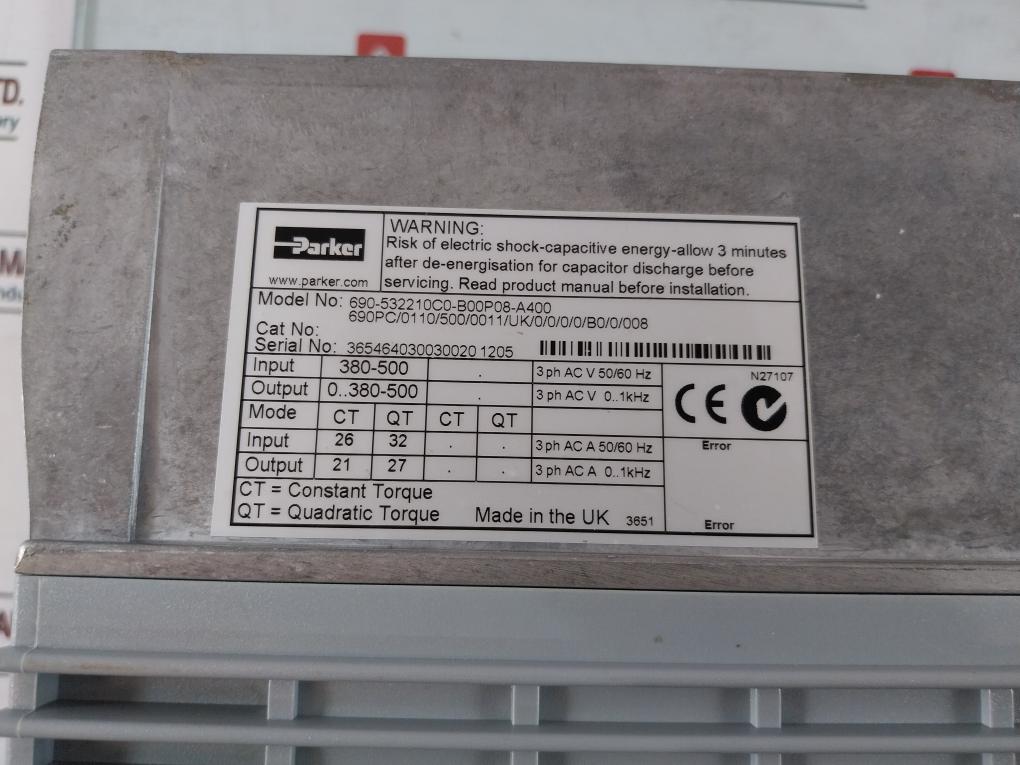 TD.
Parker
www.parker.com
WARNING:
Risk of electric shock-capacitive energy-allow 3 minutes
after de-energisation for capacitor discharge before
servicing. Read product manual before installation.
Model No: 690-532210C0-B00P08-A400
690PC/0110/500/0011/UK/0/0/0/0/B0/0/008
Cat No:
Serial No: 3654640300300201205
Input 380-500 . 3 ph AC V 50/60 Hz
Output 0..380-500 . 3 ph AC V 0..1kHz
Mode CT QT CT QT
Input 26 32 . . 3 ph AC A 50/60 Hz
Output 21 27 . . 3 ph AC A 0..1kHz
CT = Constant Torque
QT = Quadratic Torque Made in the UK 3651
N27107
CE
Error
Error